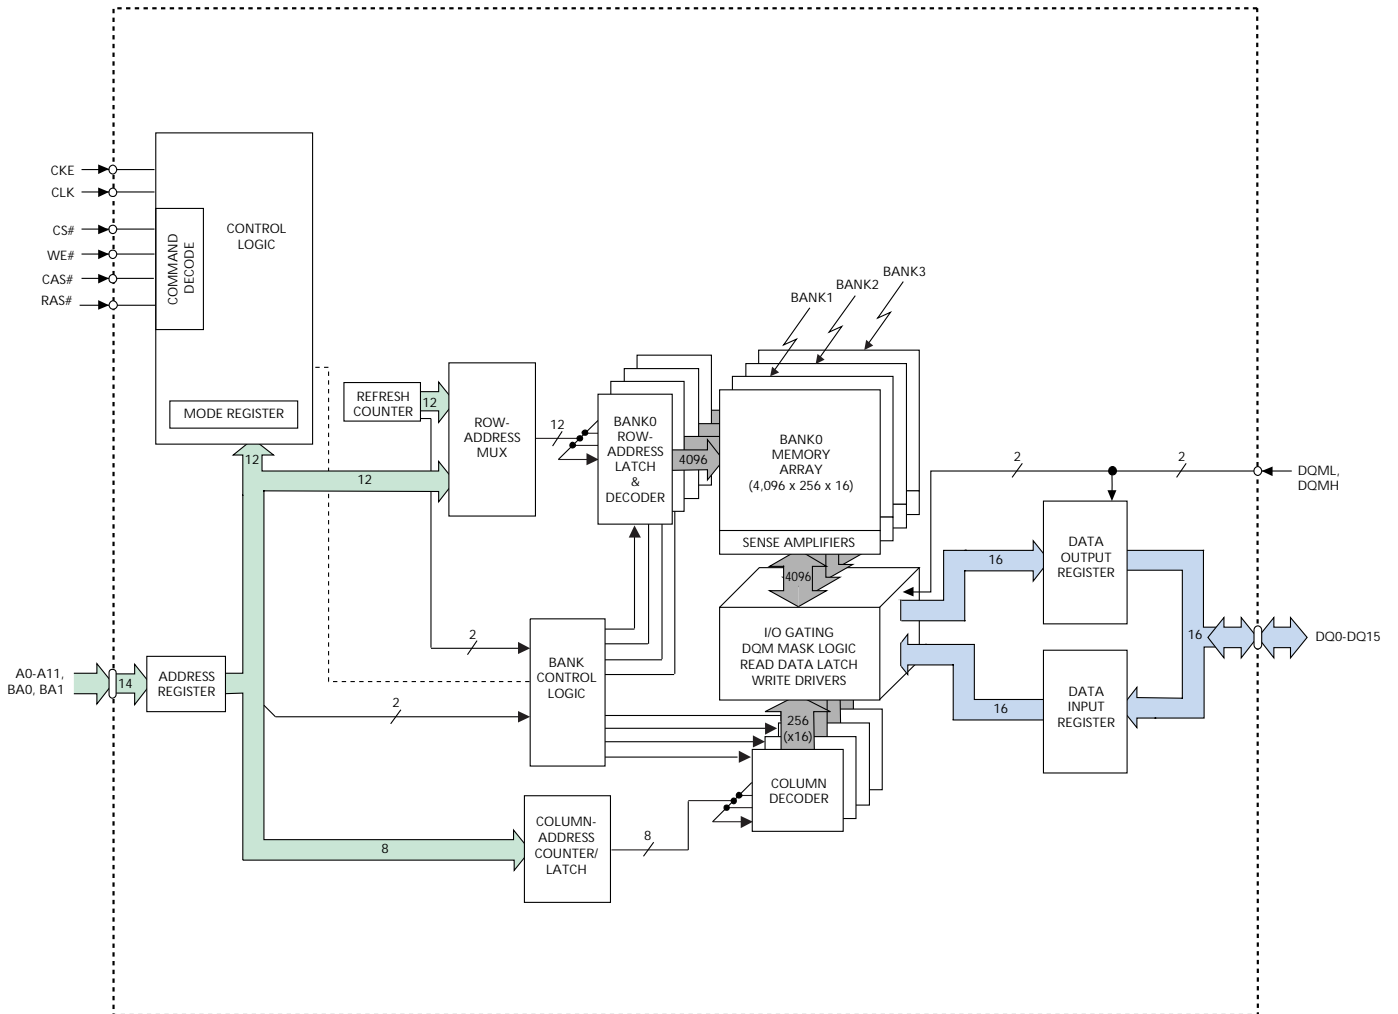 CKE
CLK
CS#
WE#
CAS#
RAS#
COMMAND
DECODE
CONTROL
LOGIC
MODE REGISTER
12
12
REFRESH
COUNTER
12
ROW-
ADDRESS
MUX
12
BANK0
ROW-
ADDRESS
LATCH
&
DECODER
4096
BANK1
BANK2
BANK3
BANK0
MEMORY
ARRAY
(4,096 x 256 x 16)
SENSE AMPLIFIERS
4096
I/O GATING
DQM MASK LOGIC
READ DATA LATCH
WRITE DRIVERS
2
2
DQML,
DQMH
16
DATA
OUTPUT
REGISTER
16
DQ0-DQ15
16
DATA
INPUT
REGISTER
A0-A11,
BA0, BA1
14
ADDRESS
REGISTER
2
2
BANK
CONTROL
LOGIC
256
(x16)
COLUMN
DECODER
8
COLUMN-
ADDRESS
COUNTER/
LATCH
8